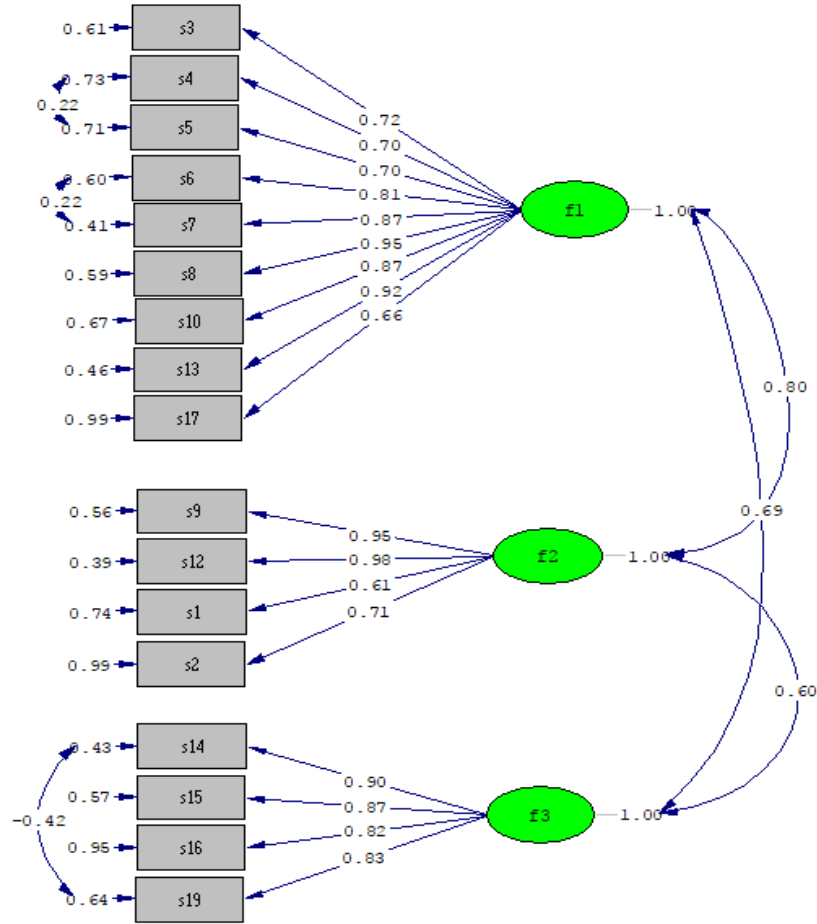 0.61 s3
0.73 s4
0.72
0.22
0.70
0.71 s5
0.70
0.60 s6
0.81
0.22
0.87 f1 1.00
0.41 s7
0.95
0.59 s8
0.87
0.92
0.67 s10
0.66
0.46 s13
0.80
0.99 s17
0.56 s9
0.69
0.95
0.39 s12
0.98 f2 1.00
0.61
0.74 s1
0.71
0.99 s2
0.60
0.43 s14
0.90
0.57 s15
0.87 f3 1.00
-0.42
0.82
0.95 s16
0.83
0.64 s19